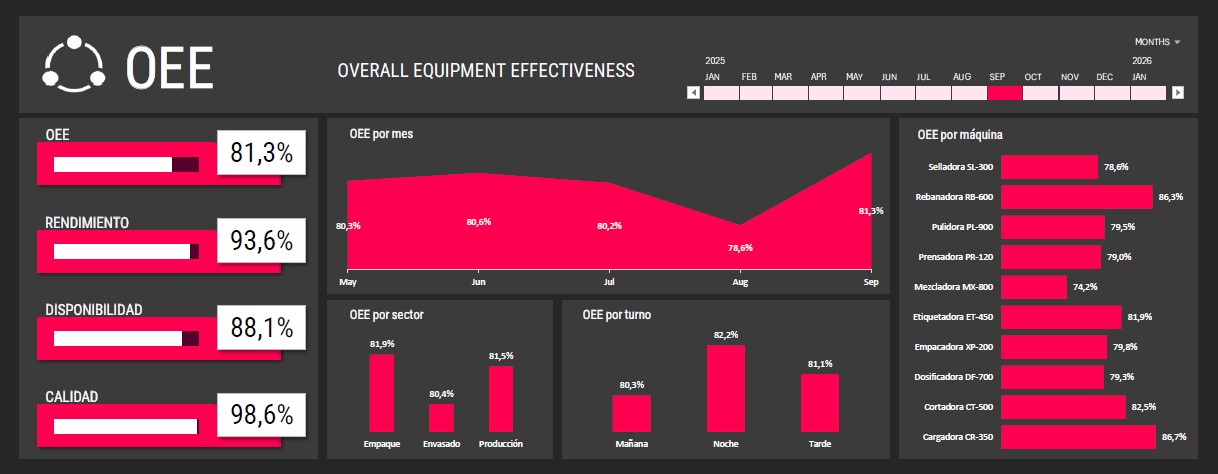 OEE
OVERALL EQUIPMENT EFFECTIVENESS
MONTHS
2025 2026
JAN FEB MAR APR MAY JUN JUL AUG SEP OCT NOV DEC JAN
OEE
81,3%
RENDIMIENTO
93,6%
DISPONIBILIDAD
88,1%
CALIDAD
98,6%
OEE por mes
80,3% 80,6% 80,2% 78,6% 81,3%
May Jun Jul Aug Sep
OEE por sector
81,9% 80,4% 81,5%
Empaque Envasado Producción
OEE por turno
80,3% 82,2% 81,1%
Mañana Noche Tarde
OEE por máquina
Selladora SL-300 78,6%
Rebanadora RB-600 86,3%
Pulidora PL-900 79,5%
Prensadora PR-120 79,0%
Mezcladora MX-800 74,2%
Etiquetadora ET-450 81,9%
Empacadora XP-200 79,8%
Dosificadora DF-700 79,3%
Cortadora CT-500 82,5%
Cargadora CR-350 86,7%